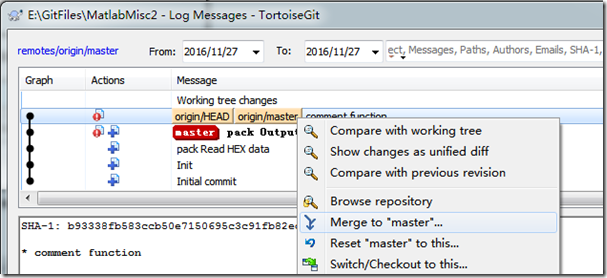 E:\GitFiles\MatlabMisc2 - Log Messages - TortoiseGit
remotes/origin/master From: 2016/11/27 To: 2016/11/27 ect, Messages, Paths, Authors, Emails, SHA-1,
Graph Actions Message
Working tree changes
origin/HEAD origin/master comment function
master pack Outpu
pack Read HEX data
Init
Initial commit
Compare with working tree
Show changes as unified diff
Compare with previous revision
Browse repository
Merge to "master"...
Reset "master" to this...
Switch/Checkout to this...
SHA-1: b93338fb583ccb50e7150695c3c91fb82e
* comment function